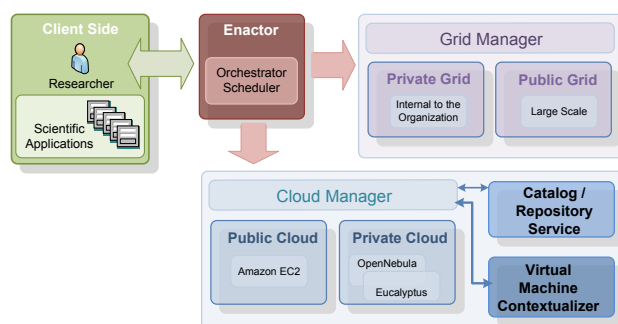 Client Side
Researcher
Scientific
Applications
Enactor
Orchestrator
Scheduler
Grid Manager
Private Grid
Internal to the
Organization
Public Grid
Large Scale
Cloud Manager
Public Cloud
Amazon EC2
Private Cloud
OpenNebula
Eucalyptus
Catalog /
Repository
Service
Virtual
Machine
Contextualizer